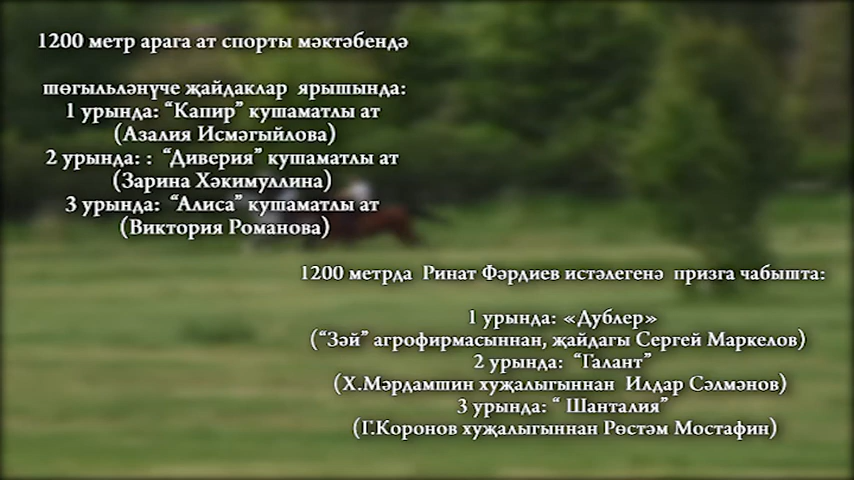 1200 метр арага ат спорты мәктәбендә
шөгыльләнүче җайдаклар ярышында:
1 урында: “Капир” кушаматлы ат
(Азалия Исмәгыйлова)
2 урында: : “Диверия” кушаматлы ат
(Зарина Хәкимуллина)
3 урында: “Алиса” кушаматлы ат
(Виктория Романова)
1200 метрда Ринат Фәрдиев истәлегенә призга чабышта:
1 урында: «Дублер»
(“Зәй” агрофирмасыннан, җайдагы Сергей Маркелов)
2 урында: “Галант”
(Х.Мәрдамшин хуҗалыгыннан Илдар Сәлмәнов)
3 урында: “ Шанталия”
(Г.Коронов хуҗалыгыннан Рөстәм Мостафин)